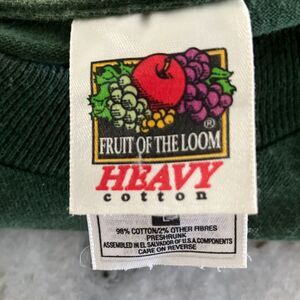 FRUIT OF THE LOOM
®
HEAVY
cotton
98% COTTON/2% OTHER FIBRES
PRESHRUNK
ASSEMBLED IN EL SALVADOR OF U.S.A. COMPONENTS
CARE ON REVERSE